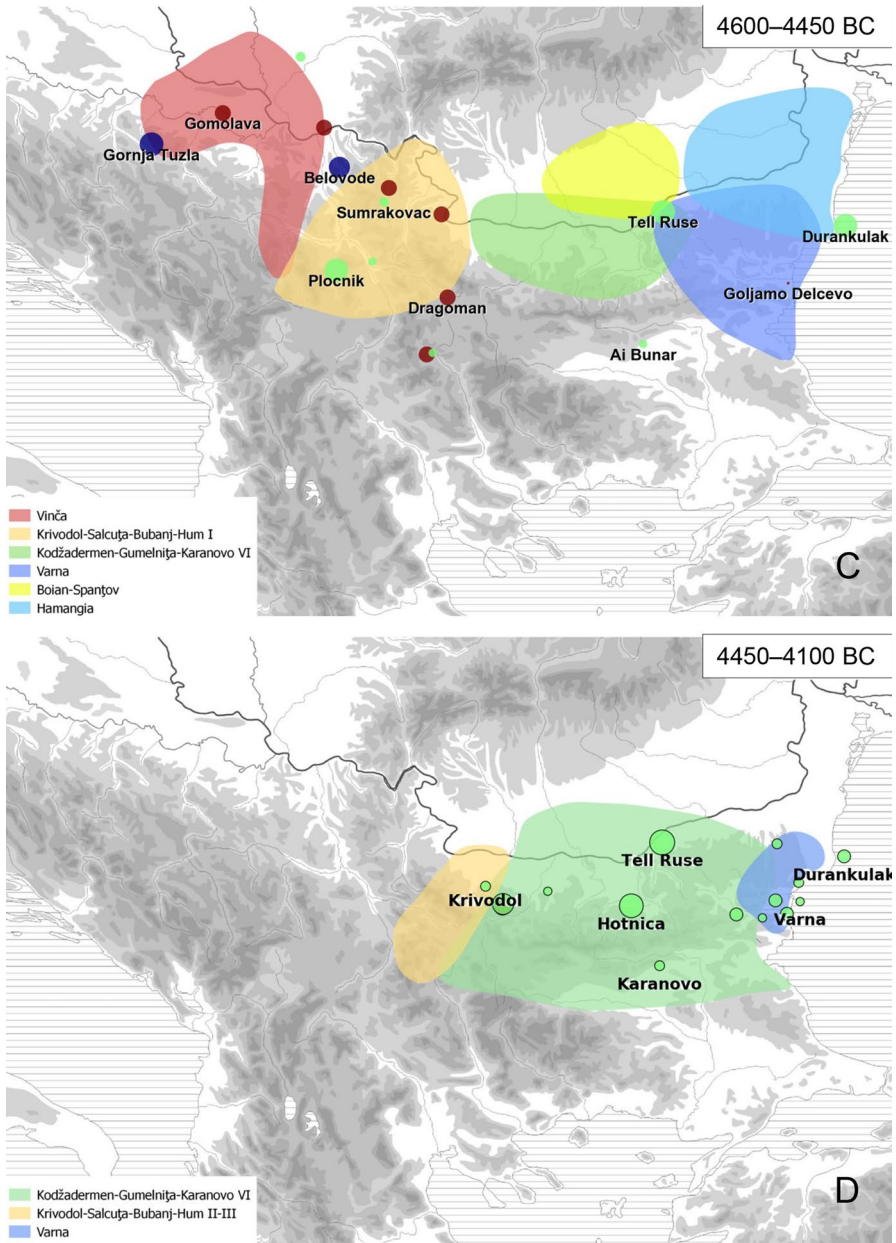 4600–4450 BC
Gomolava
Gornja Tuzla
Belovode
Sumrakovac
Tell Ruse
Durankulak
Plocnik
Goljamo Delcevo
Dragoman
Ai Bunar
Vinča
Krivodol-Salcuţa-Bubanj-Hum I
Kodžadermen-Gumelniţa-Karanovo VI
Varna
Boian-Spanţov
Hamangia
C
4450–4100 BC
Tell Ruse
Durankulak
Krivodol
Hotnica
Varna
Karanovo
Kodžadermen-Gumelniţa-Karanovo VI
Krivodol-Salcuţa-Bubanj-Hum II-III
Varna
D